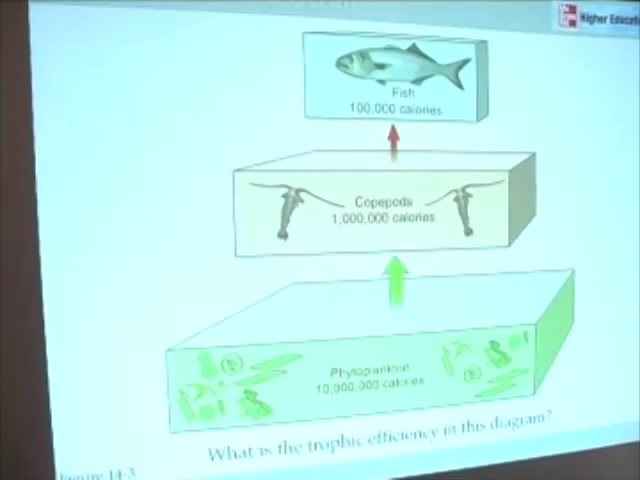 Higher Educati
Fish
100,000 calories
Copepods
1,000,000 calories
Phytoplankton
10,000,000 calories
What is the trophic efficiency in this diagram?
Figure 14-3